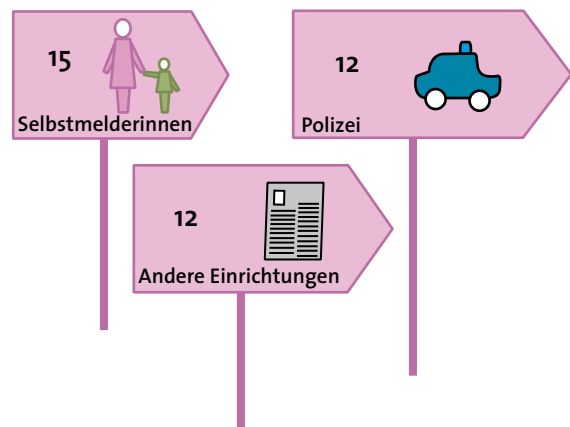 15
Selbstmelderinnen
12
Polizei
12
Andere Einrichtungen